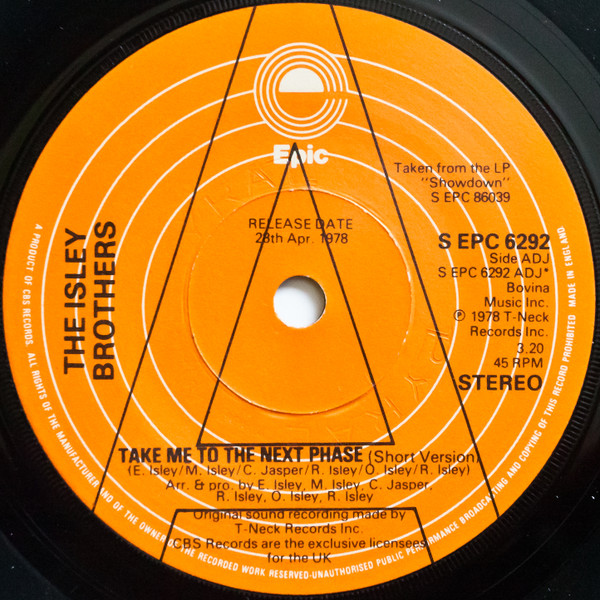 Epic
Taken from the LP
"Showdown"
S EPC 86039
RELEASE DATE
28th Apr. 1978
THE ISLEY
BROTHERS
S EPC 6292
Side ADJ
S EPC 6292 ADJ*
Bovina
Music Inc.
℗ 1978 T-Neck
Records Inc.
3.20
45 RPM
STEREO
TAKE ME TO THE NEXT PHASE (Short Version)
(E. Isley/M. Isley/C. Jasper/R. Isley/O. Isley/R. Isley)
Arr. & pro. by E. Isley, M. Isley, C. Jasper,
R. Isley, O. Isley, R. Isley
Original sound recording made by
T-Neck Records Inc.
CBS Records are the exclusive licensees
for the UK
A PRODUCT OF CBS RECORDS. ALL RIGHTS OF THE MANUFACTURER AND OF THE OWNER OF THE RECORDED WORK RESERVED-UNAUTHORISED PUBLIC PERFORMANCE BROADCASTING AND COPYING OF THIS RECORD PROHIBITED MADE IN ENGLAND